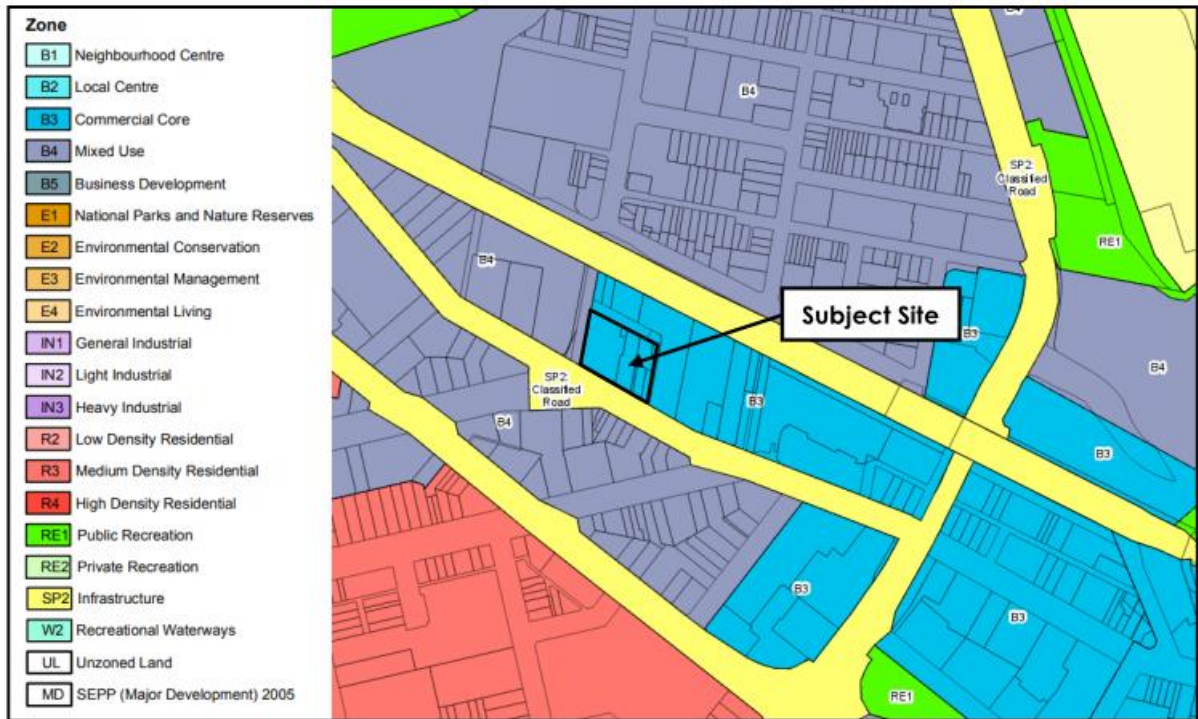 Zone
B1 Neighbourhood Centre
B2 Local Centre
B3 Commercial Core
B4 Mixed Use
B5 Business Development
E1 National Parks and Nature Reserves
E2 Environmental Conservation
E3 Environmental Management
E4 Environmental Living
IN1 General Industrial
IN2 Light Industrial
IN3 Heavy Industrial
R2 Low Density Residential
R3 Medium Density Residential
R4 High Density Residential
RE1 Public Recreation
RE2 Private Recreation
SP2 Infrastructure
W2 Recreational Waterways
UL Unzoned Land
MD SEPP (Major Development) 2005
B4
B4
SP2:
Classified
Road
RE1
B4
Subject Site
B3
B4
SP2:
Classified
Road
B3
B4
B3
B3
B3
RE1